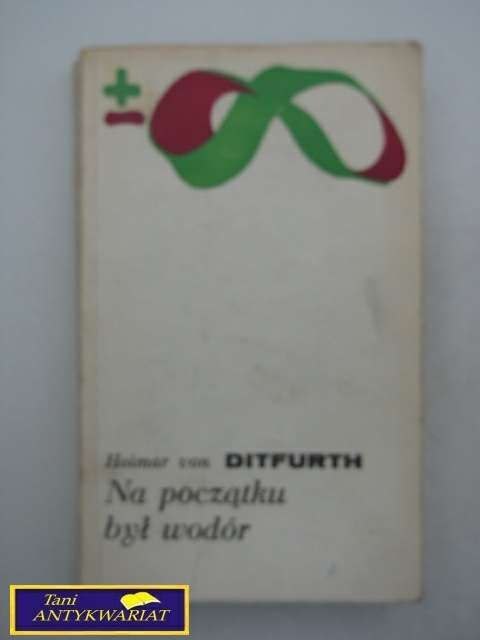 ±
Hoimar von DITFURTH
Na początku
był wodór
Tani
ANTYKWARIAT